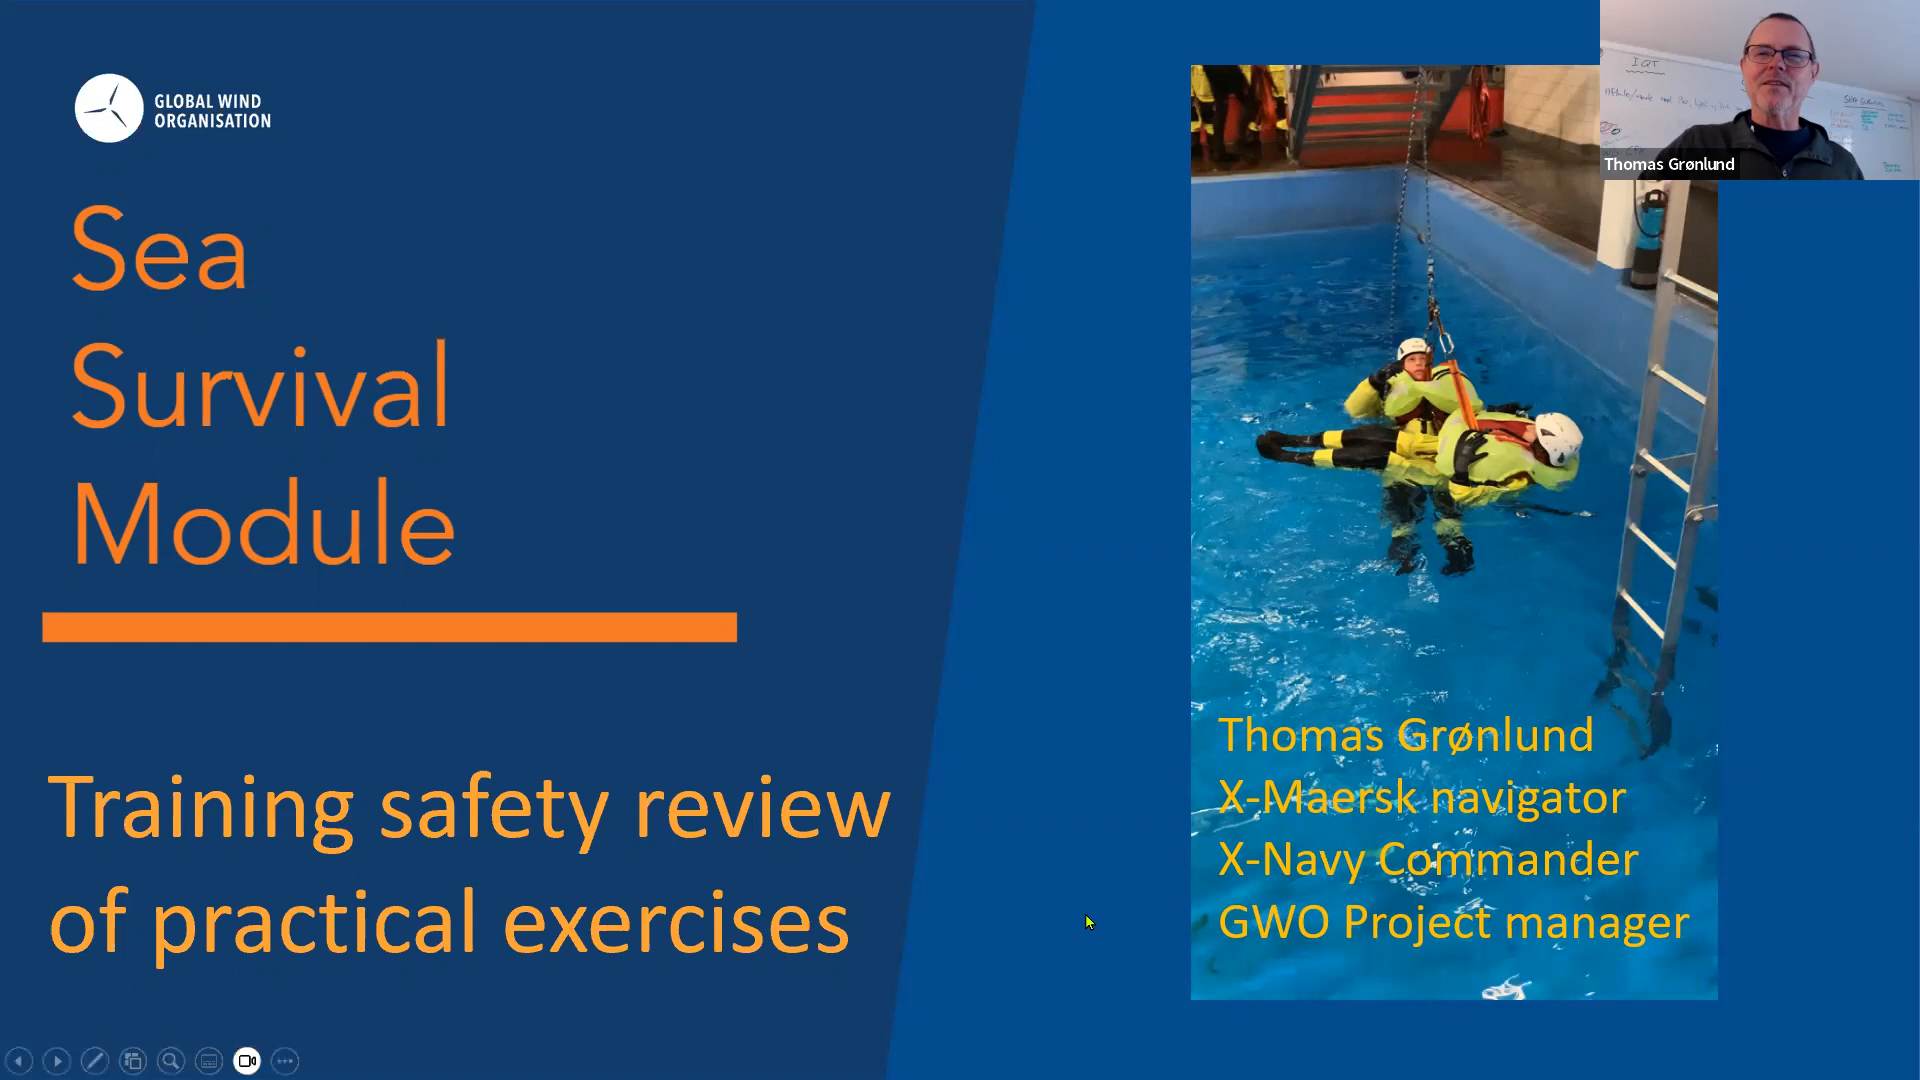 GLOBAL WIND
ORGANISATION
Sea
Survival
Module
Training safety review
of practical exercises
Thomas Grønlund
X-Maersk navigator
X-Navy Commander
GWO Project manager
IQT
Thomas Grønlund